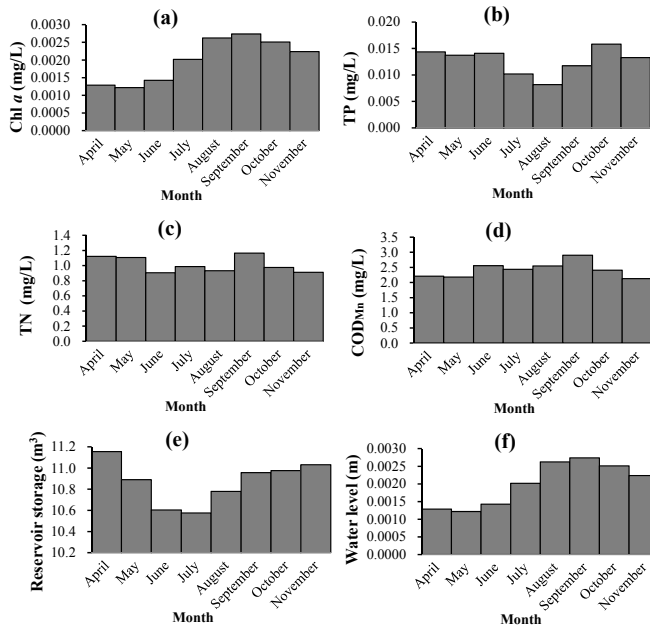 (a)
Chl a (mg/L)
0.0030
0.0025
0.0020
0.0015
0.0010
0.0005
0.0000
April
May
June
July
August
September
October
November
Month
(b)
TP (mg/L)
0.020
0.015
0.010
0.005
0.000
April
May
June
July
August
September
October
November
Month
(c)
TN (mg/L)
1.4
1.2
1.0
0.8
0.6
0.4
0.2
0.0
April
May
June
July
August
September
October
November
Month
(d)
CODMn (mg/L)
3.5
3.0
2.5
2.0
1.5
1.0
0.5
0.0
April
May
June
July
August
September
October
November
Month
(e)
Reservoir storage (m³)
11.2
11.0
10.8
10.6
10.4
10.2
April
May
June
July
August
September
October
November
Month
(f)
Water level (m)
0.0030
0.0025
0.0020
0.0015
0.0010
0.0005
0.0000
April
May
June
July
August
September
October
November
Month